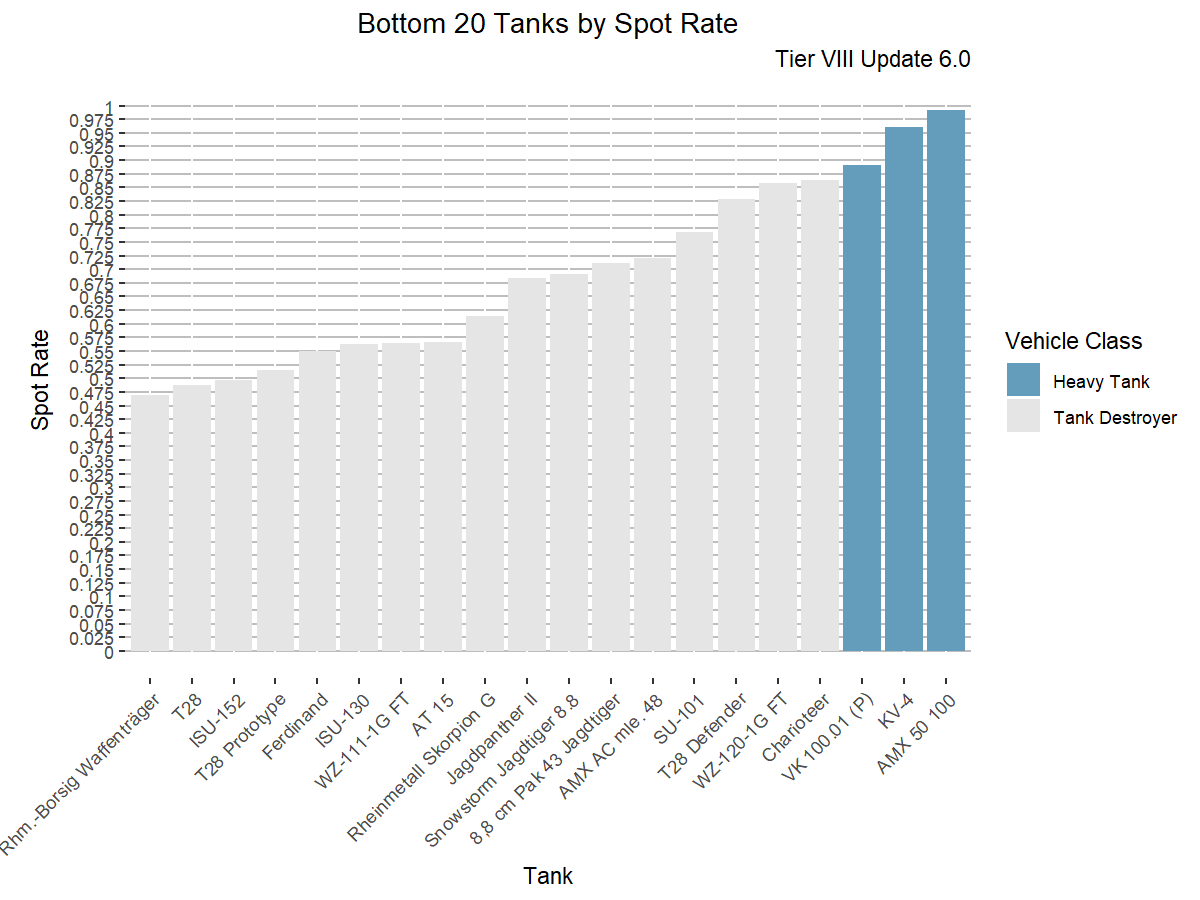 Bottom 20 Tanks by Spot Rate
Tier VIII Update 6.0
Spot Rate
1
0.975
0.95
0.925
0.9
0.875
0.85
0.825
0.8
0.775
0.75
0.725
0.7
0.675
0.65
0.625
0.6
0.575
0.55
0.525
0.5
0.475
0.45
0.425
0.4
0.375
0.35
0.325
0.3
0.275
0.25
0.225
0.2
0.175
0.15
0.125
0.1
0.075
0.05
0.025
0
Rhm.-Borsig Waffenträger
T28
ISU-152
T28 Prototype
Ferdinand
ISU-130
WZ-111-1G FT
AT 15
Rheinmetall Skorpion G
Jagdpanther II
Snowstorm Jagdtiger 8.8
8,8 cm Pak 43 Jagdtiger
AMX AC mle. 48
SU-101
T28 Defender
WZ-120-1G FT
Charioteer
VK 100.01 (P)
KV-4
AMX 50 100
Tank
Vehicle Class
Heavy Tank
Tank Destroyer